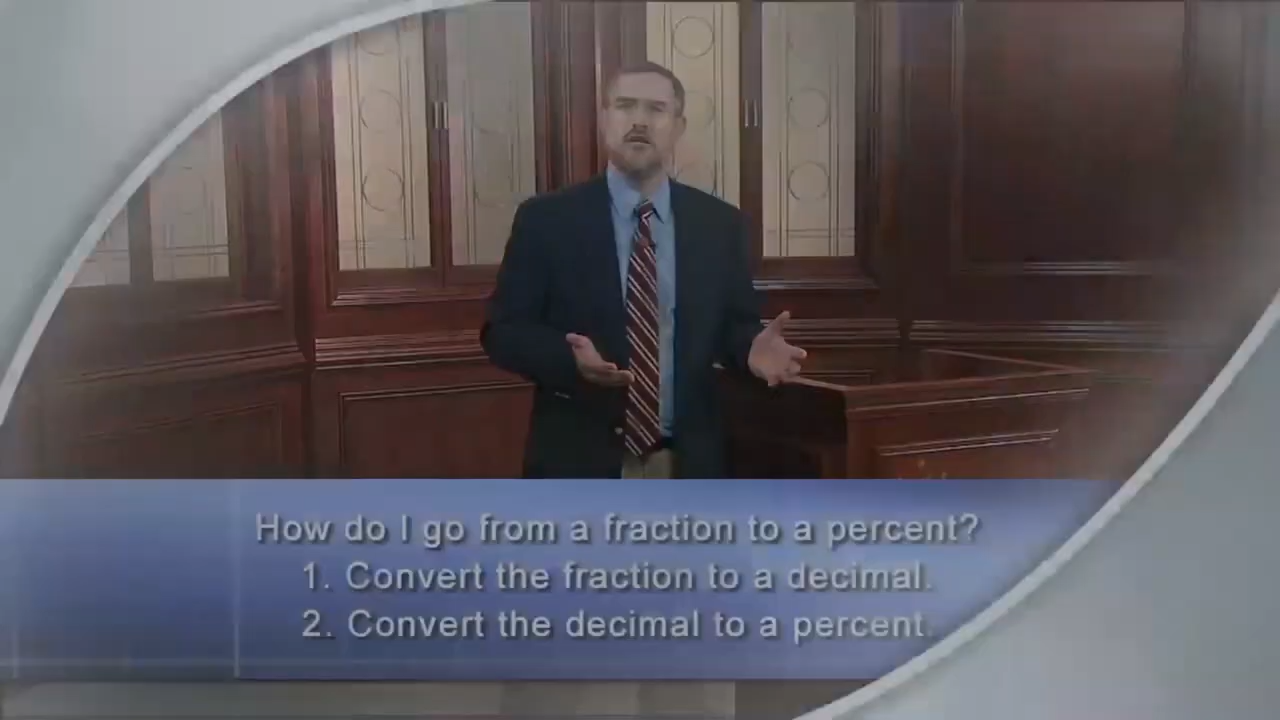 How do I go from a fraction to a percent?
1. Convert the fraction to a decimal.
2. Convert the decimal to a percent.